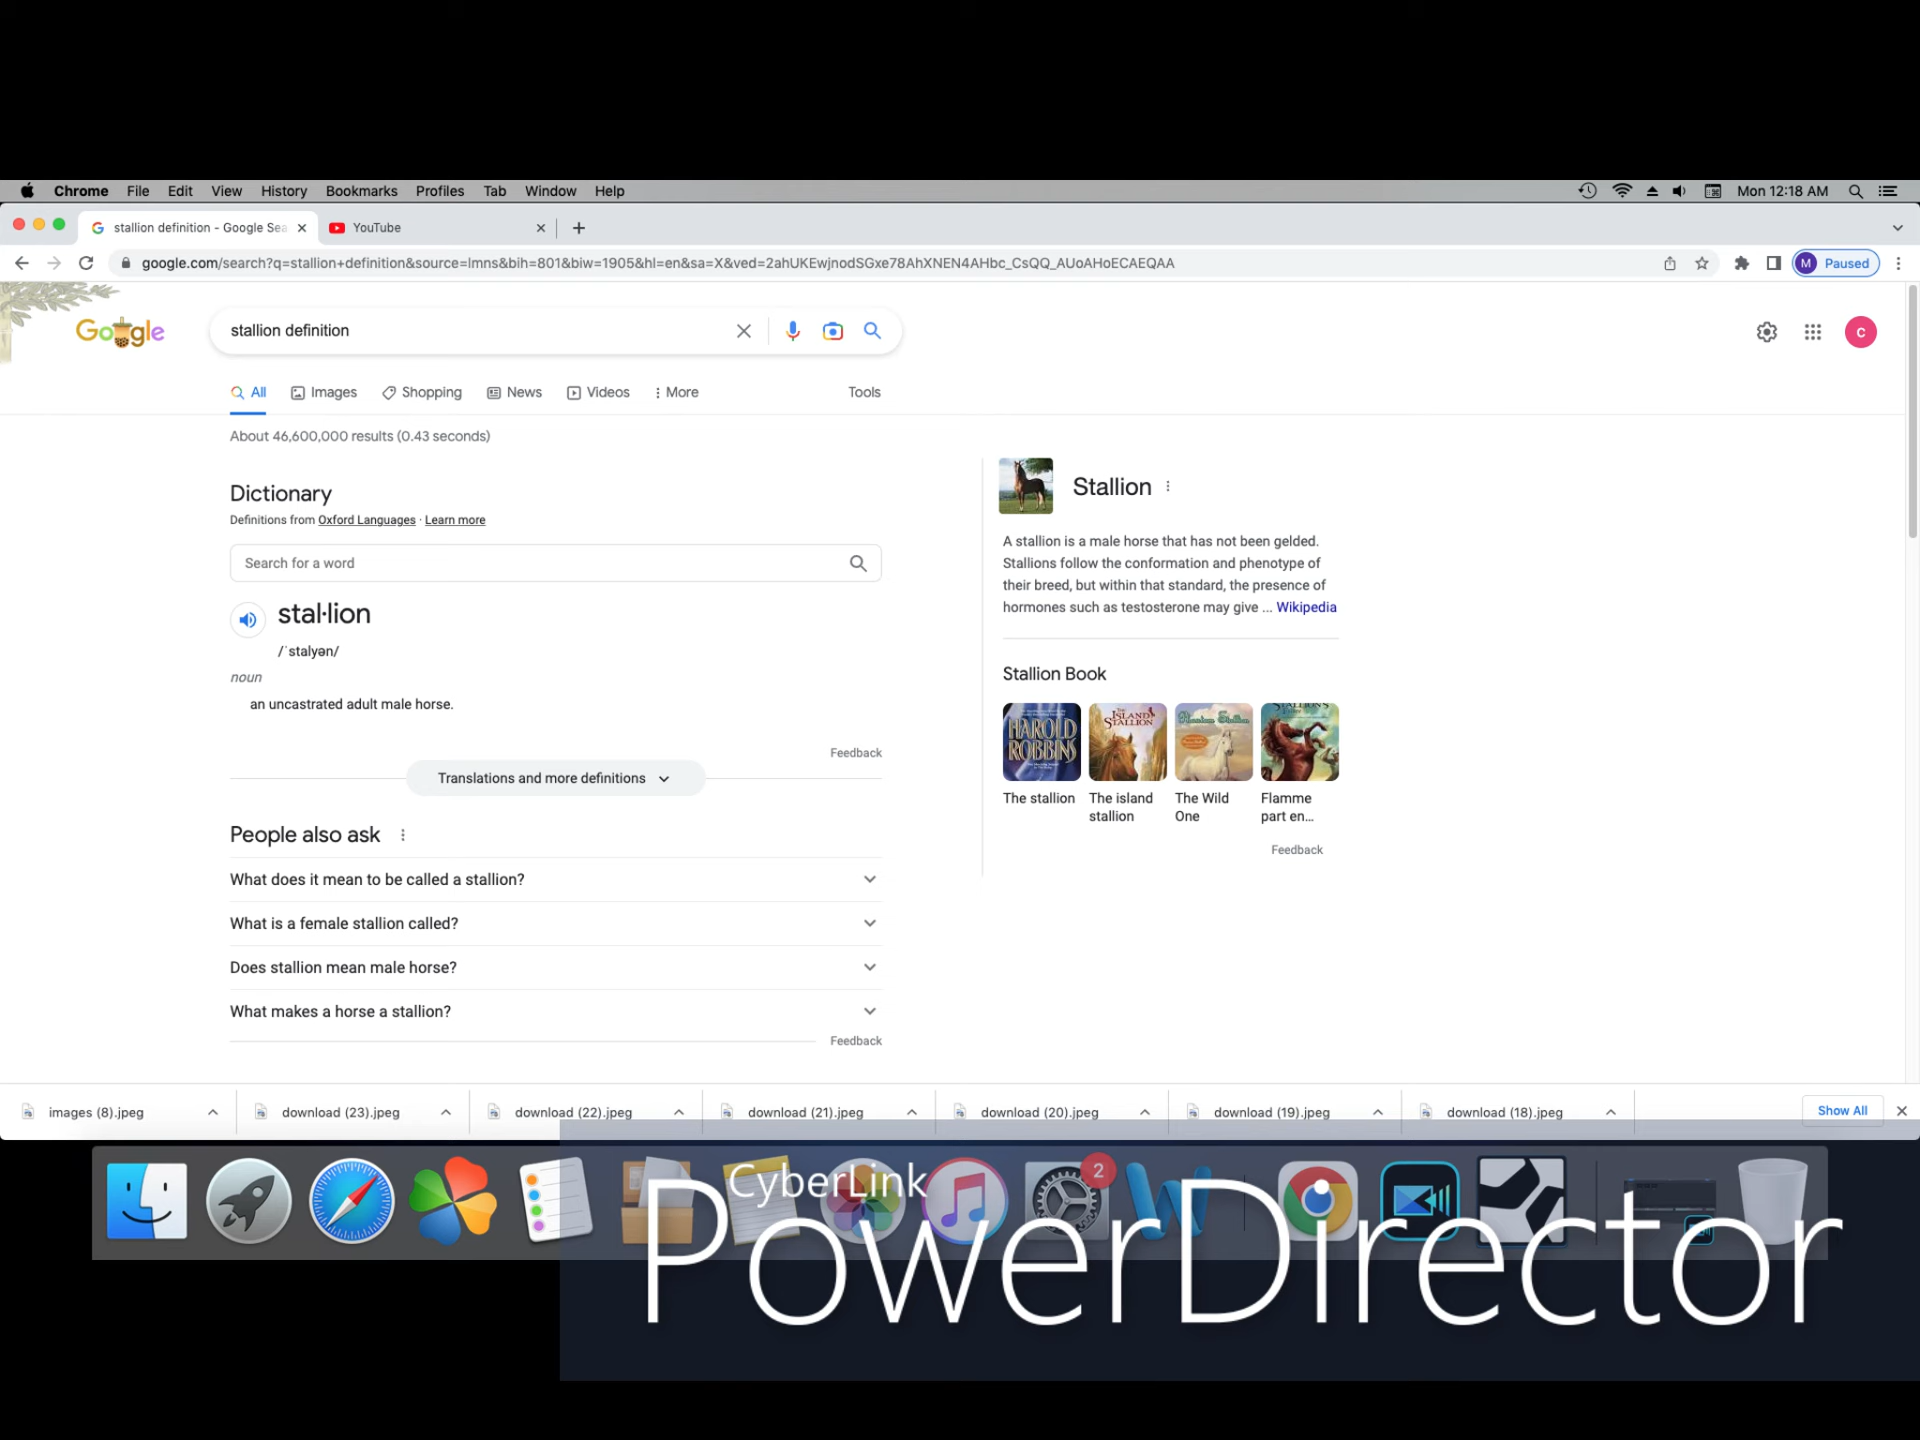 Chrome File Edit View History Bookmarks Profiles Tab Window Help Mon 12:18 AM
stallion definition - Google Sea YouTube
google.com/search?q=stallion+definition&source=lmns&bih=801&biw=1905&hl=en&sa=X&ved=2ahUKEwjnodSGxe78AhXNEN4AHbc_CsQQ_AUoAHoECAEQAA M Paused
Google stallion definition C
All Images Shopping News Videos More Tools
About 46,600,000 results (0.43 seconds)
Dictionary
Definitions from Oxford Languages · Learn more
Search for a word
stal·lion
/ˈstalyən/
noun
an uncastrated adult male horse.
Feedback
Translations and more definitions
People also ask
What does it mean to be called a stallion?
What is a female stallion called?
Does stallion mean male horse?
What makes a horse a stallion?
Feedback
Stallion
A stallion is a male horse that has not been gelded.
Stallions follow the conformation and phenotype of
their breed, but within that standard, the presence of
hormones such as testosterone may give ... Wikipedia
Stallion Book
HAROLD
ROBBINS
THE
ISLAND
STALLION
The stallion
The island
stallion
The Wild
One
Flamme
part en...
Feedback
images (8).jpeg download (23).jpeg download (22).jpeg download (21).jpeg download (20).jpeg download (19).jpeg download (18).jpeg Show All
2
CyberLink
PowerDirector